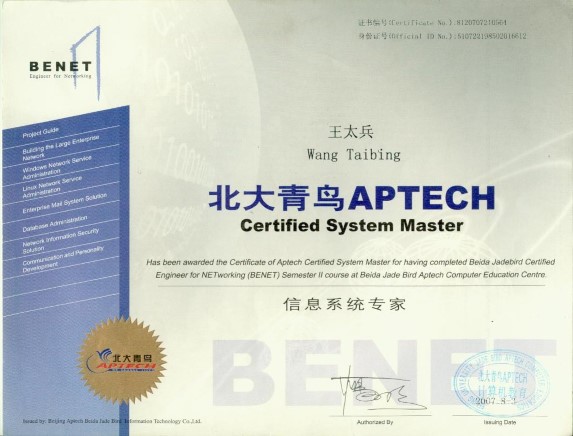 证书编号(Certificate No.):
身份证号(Official ID No.):
BENET
Engineer for Networking
王太兵
Wang Taibing
北大青鸟APTECH
Certified System Master
Has been awarded the Certificate of Aptech Certified System Master for having completed Beida Jadebird Certified
Engineer for NETworking (BENET) Semester II course at Beida Jade Bird Aptech Computer Education Centre.
信息系统专家
Project Guide
Building the Large Enterprise
Network
Windows Network Service
Administration
Linux Network Service
Administration
Enterprise Mail System Solution
Database Administration
Network Information Security
Solution
Communication and Personality
Development
北大青鸟
APTECH
BENET
北大青鸟APTECH
计算机教育
2007.8
Issued by: Beijing Aptech Beida Jade Bird Information Technology Co.,Ltd.
Authorized By
Issuing Date